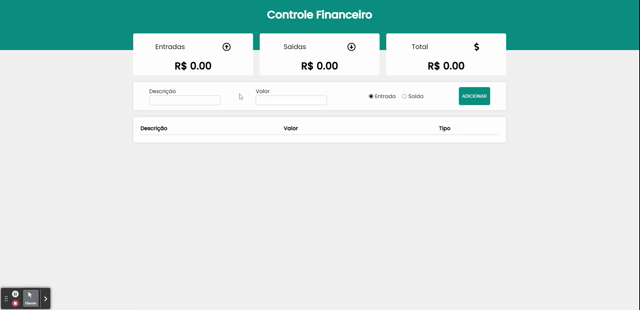 Controle Financeiro
Entradas
Saídas
Total
$
R$ 0.00
R$ 0.00
R$ 0.00
Descrição
Valor
Entrada
Saída
ADICIONAR
Descrição
Valor
Tipo